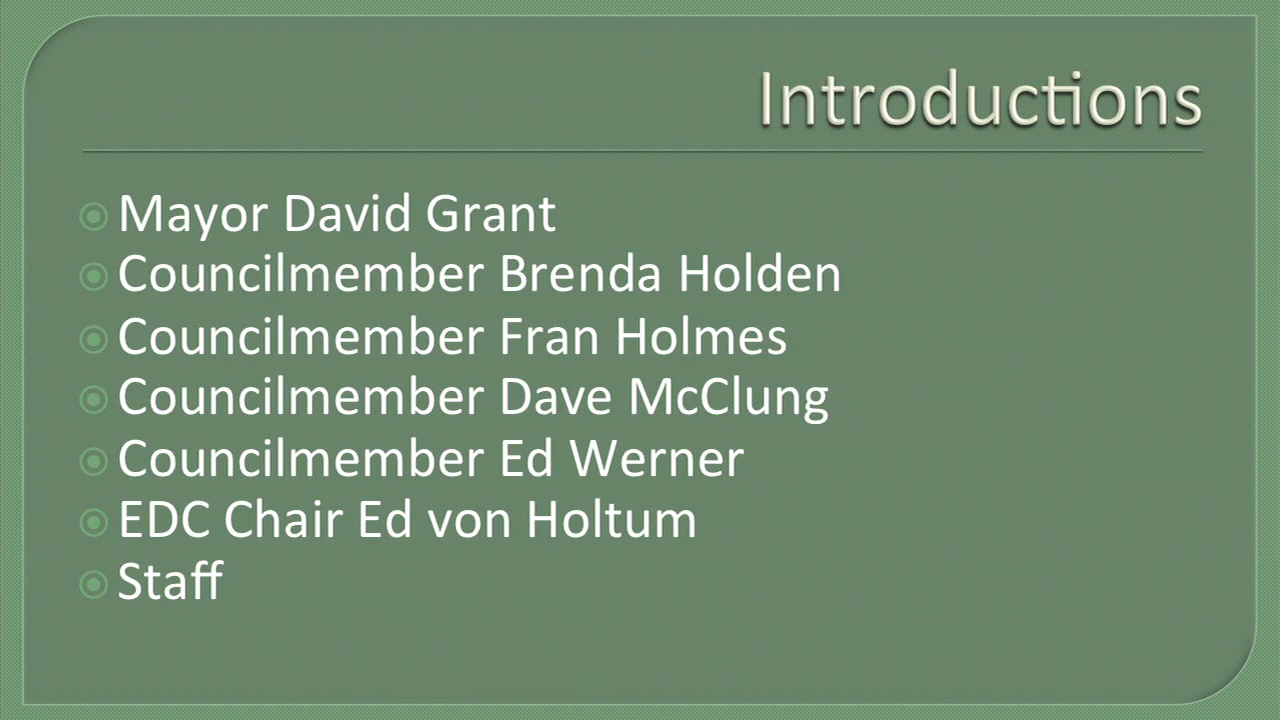 Introductions
Mayor David Grant
Councilmember Brenda Holden
Councilmember Fran Holmes
Councilmember Dave McClung
Councilmember Ed Werner
EDC Chair Ed von Holtum
Staff